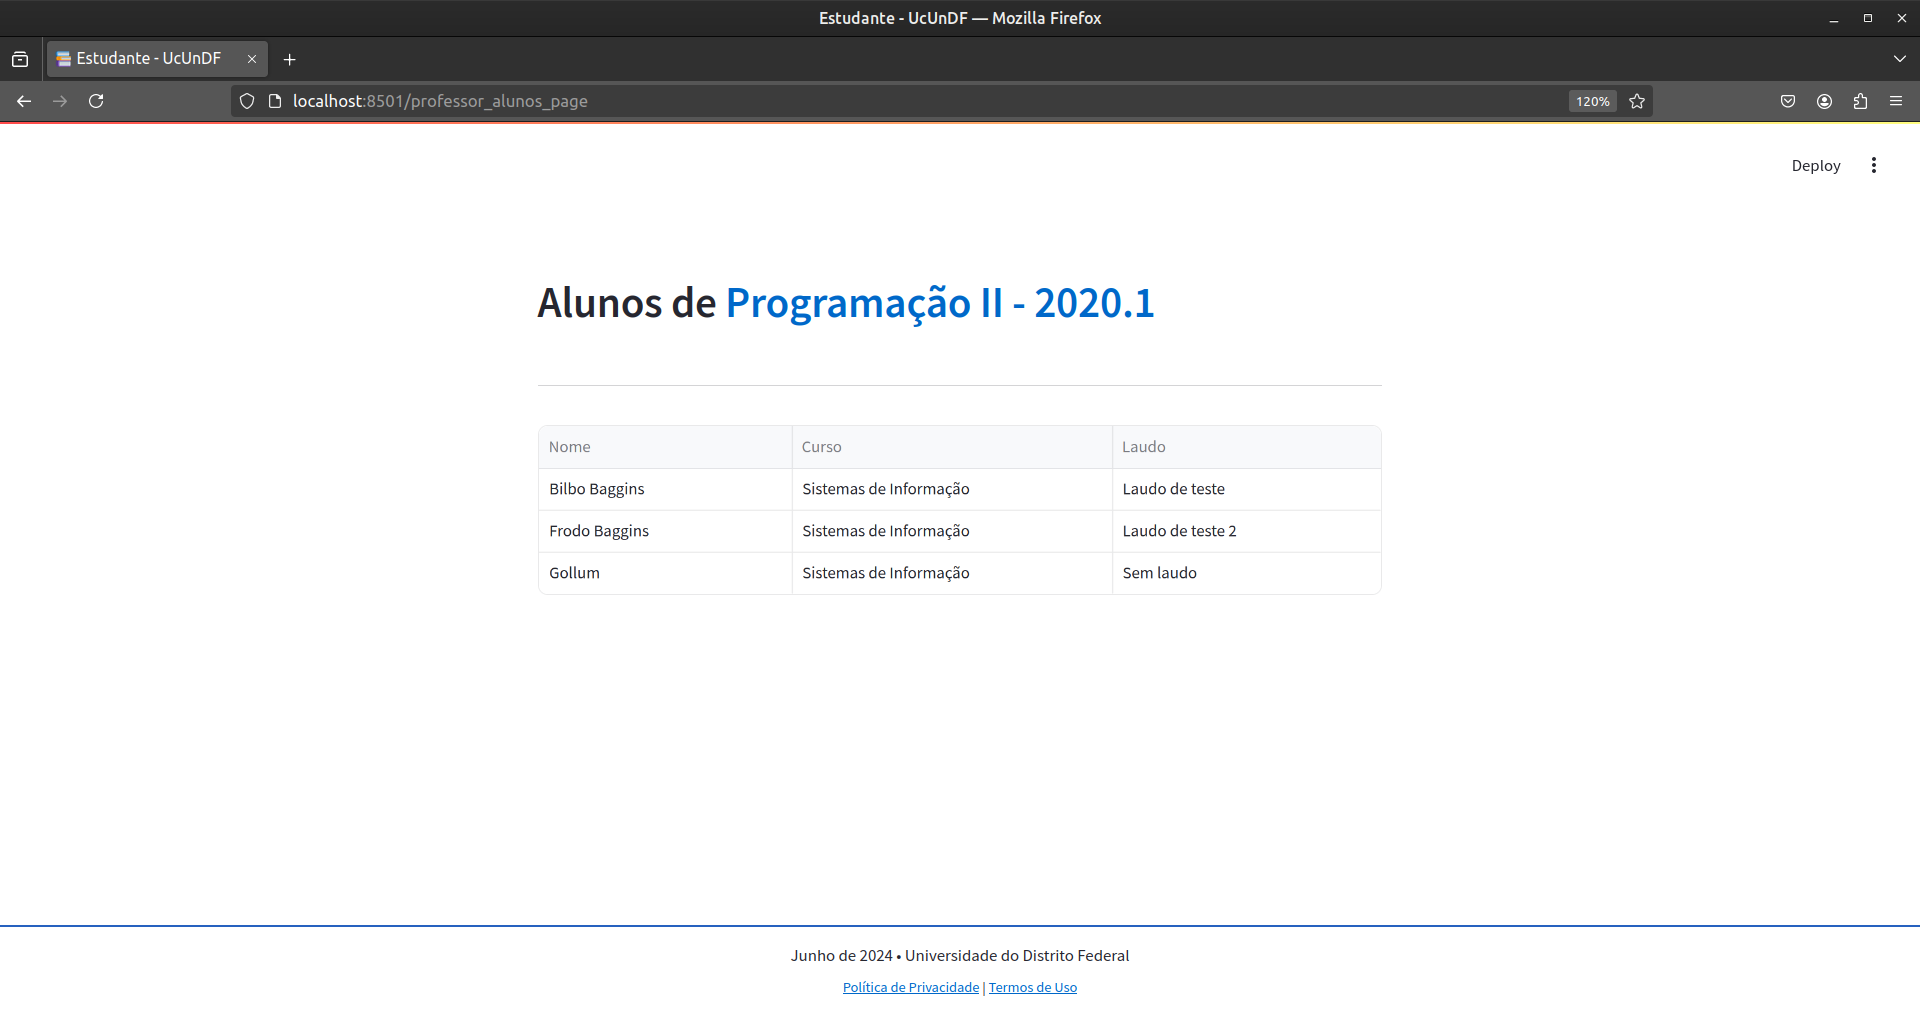 Estudante - UcUnDF — Mozilla Firefox
Estudante - UcUnDF
localhost:8501/professor_alunos_page
120%
Deploy
Alunos de Programação II - 2020.1
Nome Curso Laudo
Bilbo Baggins Sistemas de Informação Laudo de teste
Frodo Baggins Sistemas de Informação Laudo de teste 2
Gollum Sistemas de Informação Sem laudo
Junho de 2024 • Universidade do Distrito Federal
Política de Privacidade | Termos de Uso